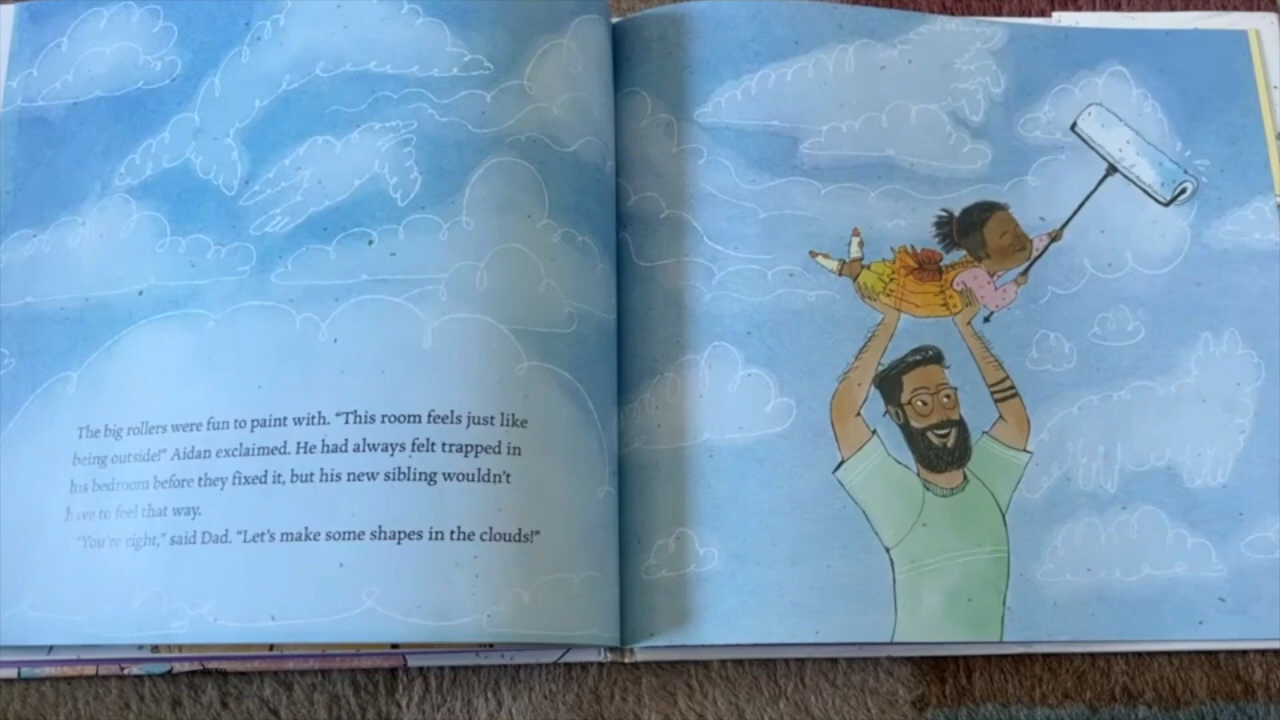 The big rollers were fun to paint with. “This room feels just like
being outside!” Aidan exclaimed. He had always felt trapped in
his bedroom before they fixed it, but his new sibling wouldn’t
have to feel that way.
“You’re right,” said Dad. “Let’s make some shapes in the clouds!”